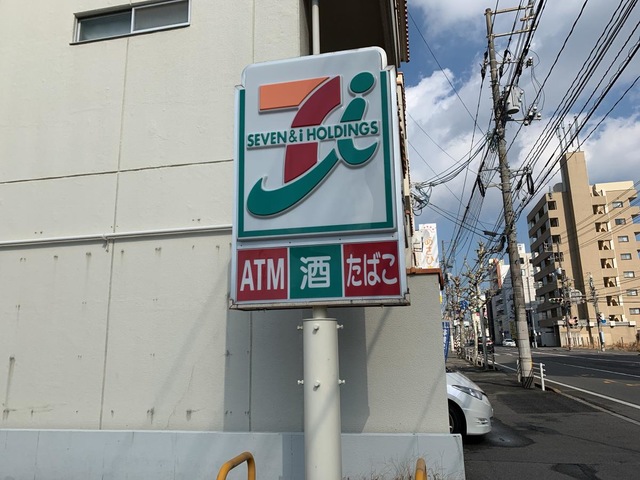 SEVEN & i HOLDINGS
ATM 酒 たばこ